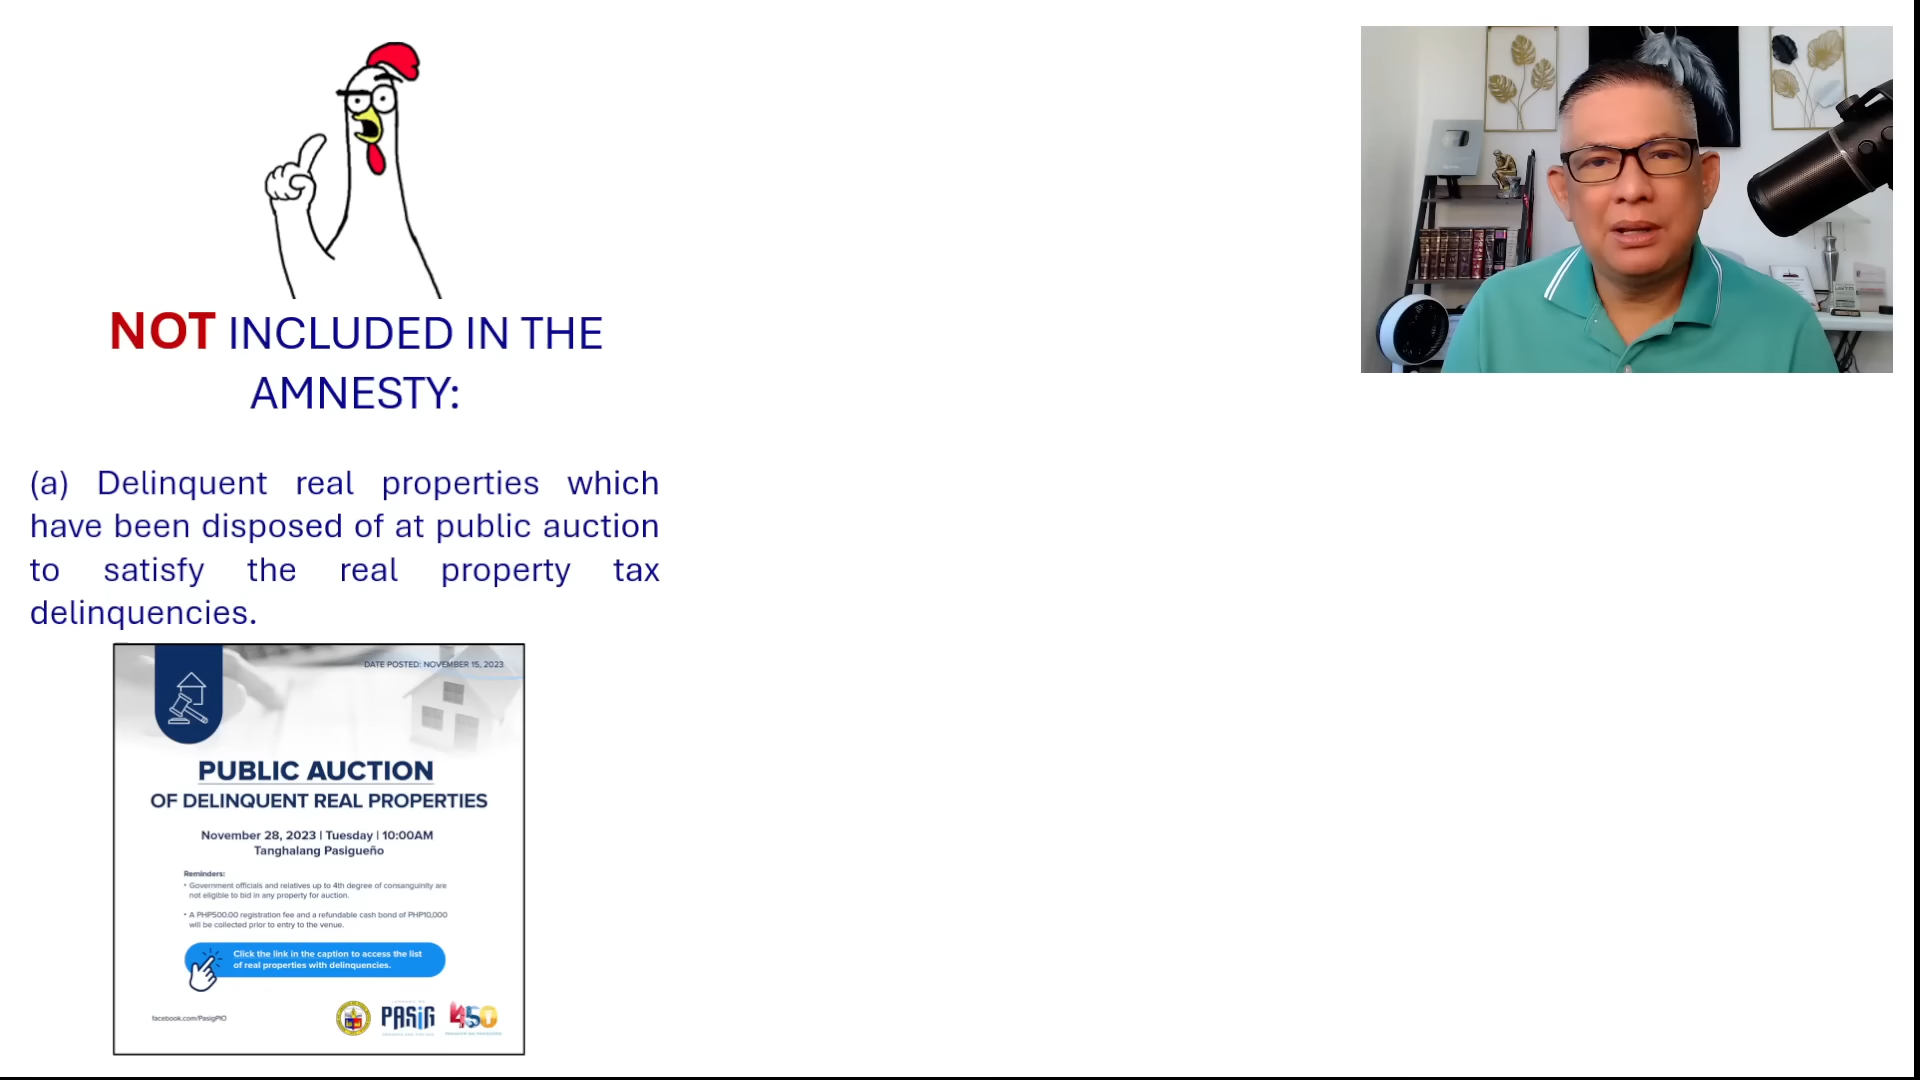 NOT INCLUDED IN THE
AMNESTY:
(a) Delinquent real properties which
have been disposed of at public auction
to satisfy the real property tax
delinquencies.
DATE POSTED: NOVEMBER 15, 2023
PUBLIC AUCTION
OF DELINQUENT REAL PROPERTIES
November 28, 2023 | Tuesday | 10:00AM
Tanghalang Pasigueño
Reminders:
• Government officials and relatives up to 4th degree of consanguinity are
not eligible to bid in any property for auction.
• A PHP500.00 registration fee and a refundable cash bond of PHP10,000
will be collected prior to entry to the venue.
Click the link in the caption to access the list
of real properties with delinquencies.
facebook.com/PasigPIO
PASIG
450